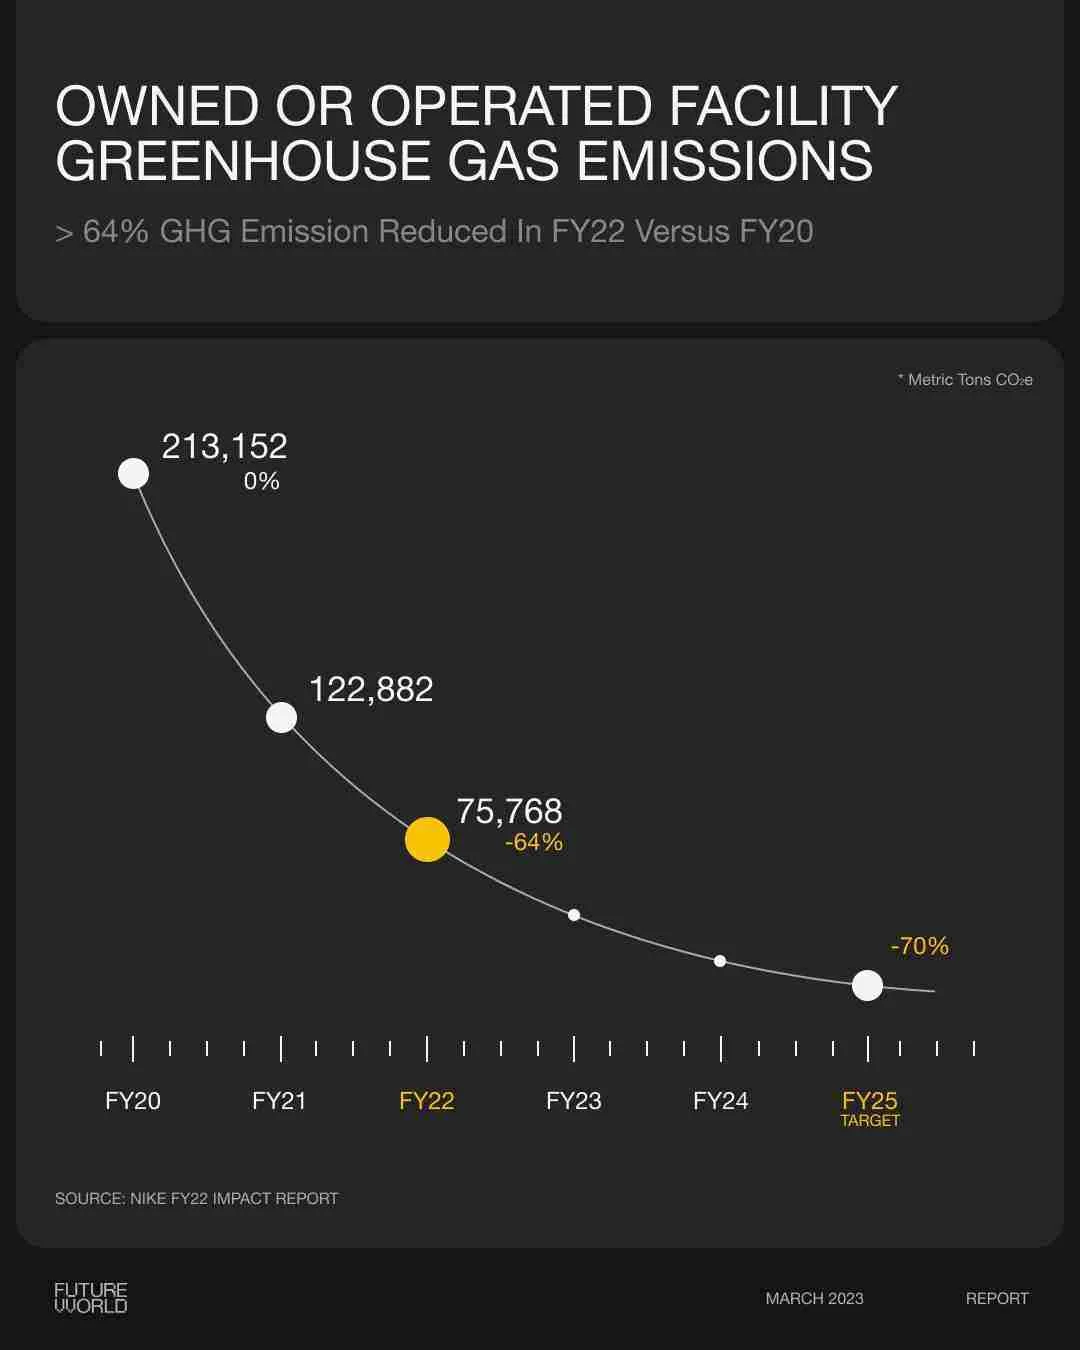 OWNED OR OPERATED FACILITY
GREENHOUSE GAS EMISSIONS
> 64% GHG Emission Reduced In FY22 Versus FY20
* Metric Tons CO₂e
213,152
0%
122,882
75,768
-64%
-70%
FY20 FY21 FY22 FY23 FY24 FY25
TARGET
SOURCE: NIKE FY22 IMPACT REPORT
FUTURE
WORLD
MARCH 2023 REPORT